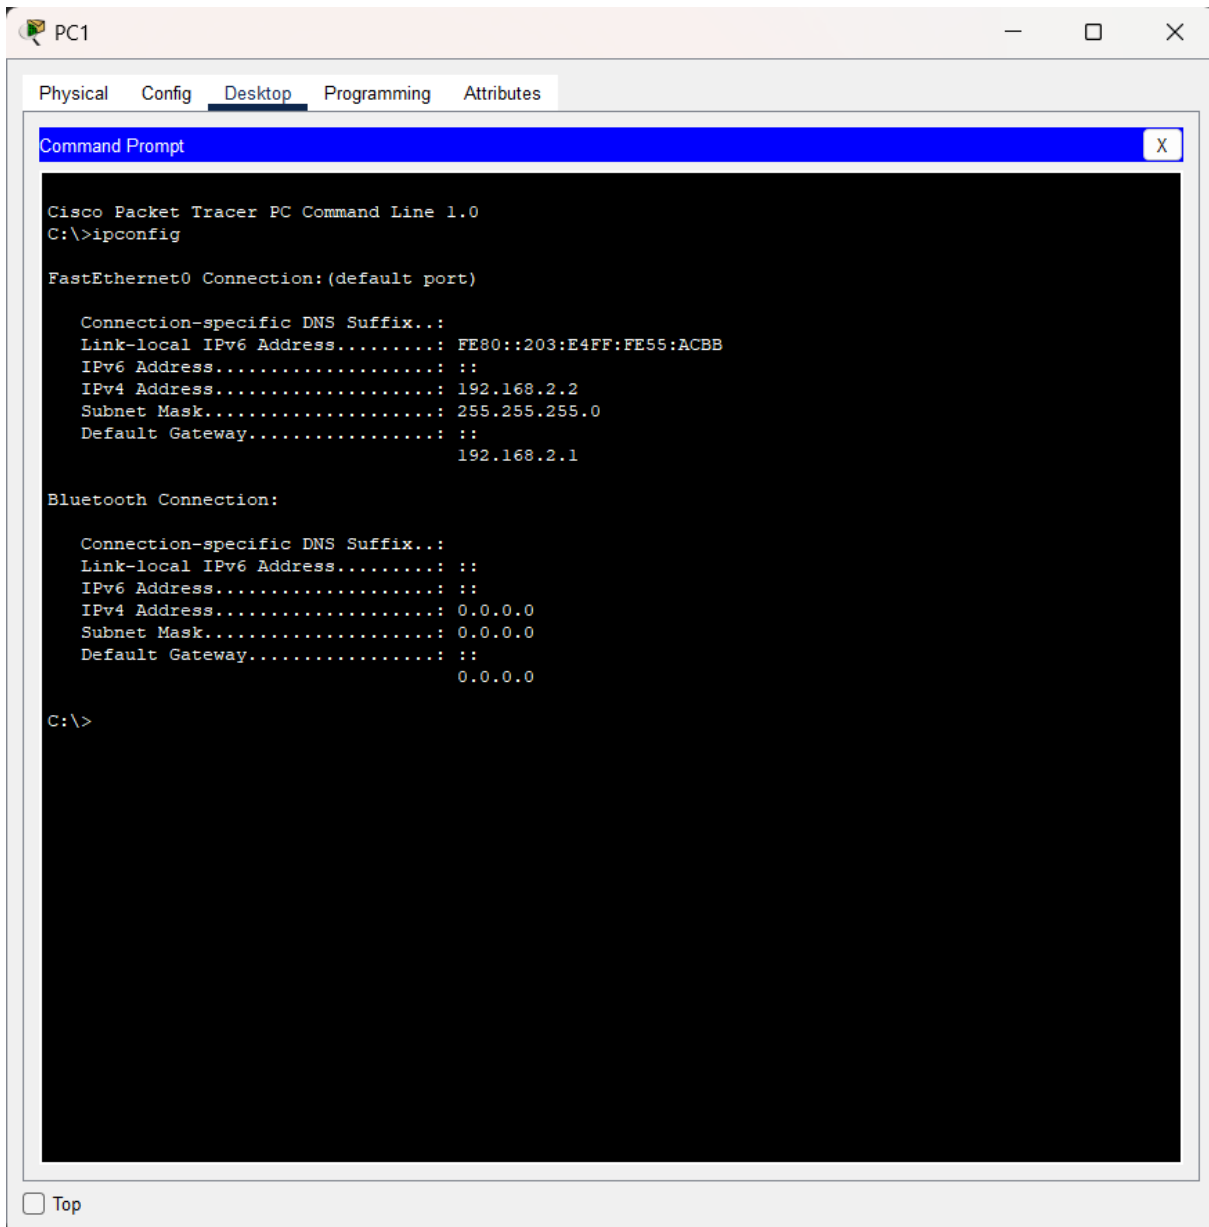 PC1
Physical Config Desktop Programming Attributes
Command Prompt
X
Cisco Packet Tracer PC Command Line 1.0
C:\>ipconfig
FastEthernet0 Connection:(default port)
Connection-specific DNS Suffix..:
Link-local IPv6 Address.........: FE80::203:E4FF:FE55:ACBB
IPv6 Address....................: ::
IPv4 Address....................: 192.168.2.2
Subnet Mask.....................: 255.255.255.0
Default Gateway.................: ::
192.168.2.1
Bluetooth Connection:
Connection-specific DNS Suffix..:
Link-local IPv6 Address.........: ::
IPv6 Address....................: ::
IPv4 Address....................: 0.0.0.0
Subnet Mask.....................: 0.0.0.0
Default Gateway.................: ::
0.0.0.0
C:\>
Top